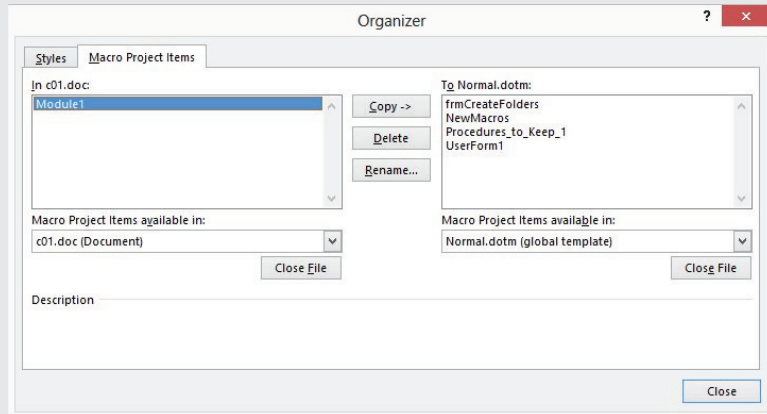 Organizer
? ×
Styles Macro Project Items
In c01.doc:
Module1
Copy ->
Delete
Rename...
To Normal.dotm:
frmCreateFolders
NewMacros
Procedures_to_Keep_1
UserForm1
Macro Project Items available in:
c01.doc (Document)
Close File
Macro Project Items available in:
Normal.dotm (global template)
Close File
Description
Close